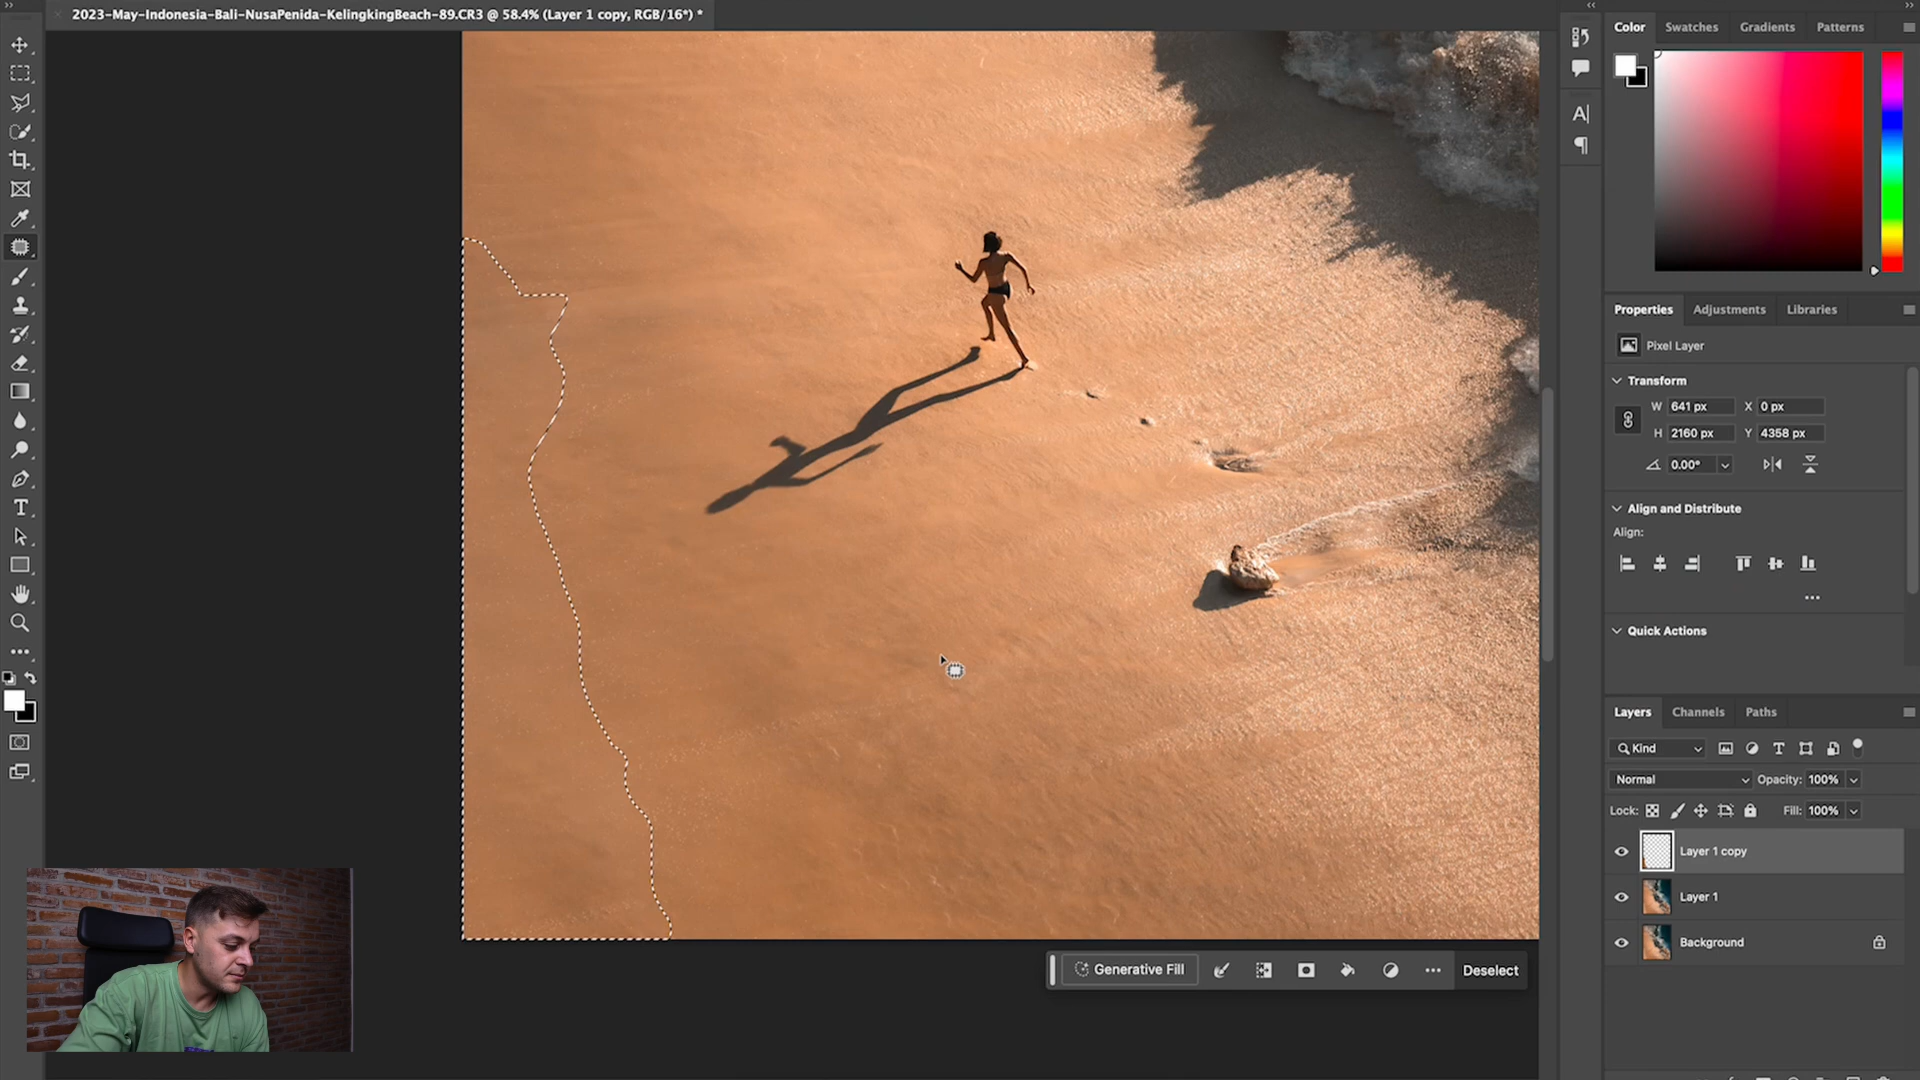 2023-May-Indonesia-Bali-NusaPenida-KelingkingBeach-89.CR3 @ 58.4% (Layer 1 copy, RGB/16*) *
Color
Swatches
Gradients
Patterns
A|
T
Properties
Adjustments
Libraries
Pixel Layer
Transform
W 641 px X 0 px
H 2160 px Y 4358 px
0.00°
Align and Distribute
Align:
Quick Actions
Layers
Channels
Paths
Kind
Normal
Opacity: 100%
Lock:
Fill: 100%
Layer 1 copy
Layer 1
Background
Generative Fill
Deselect